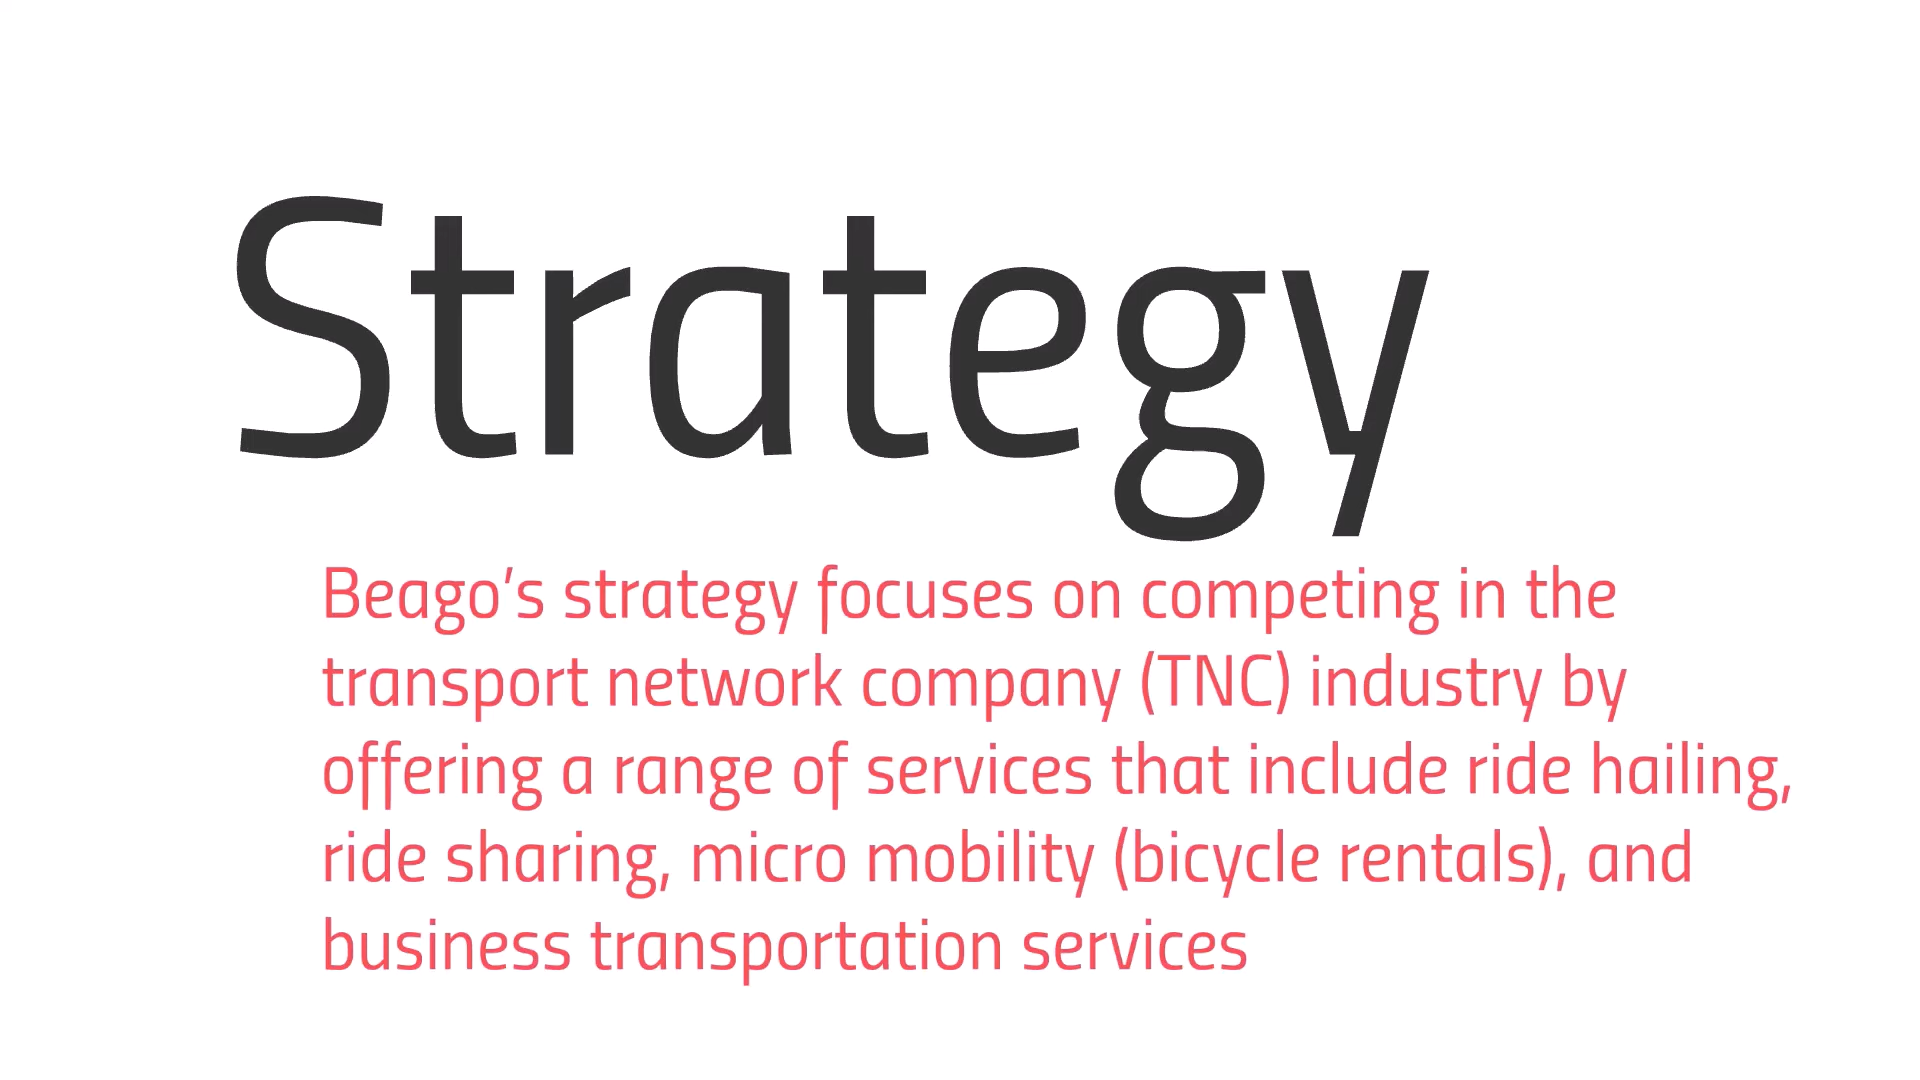 Strategy
Beago’s strategy focuses on competing in the
transport network company (TNC) industry by
offering a range of services that include ride hailing,
ride sharing, micro mobility (bicycle rentals), and
business transportation services